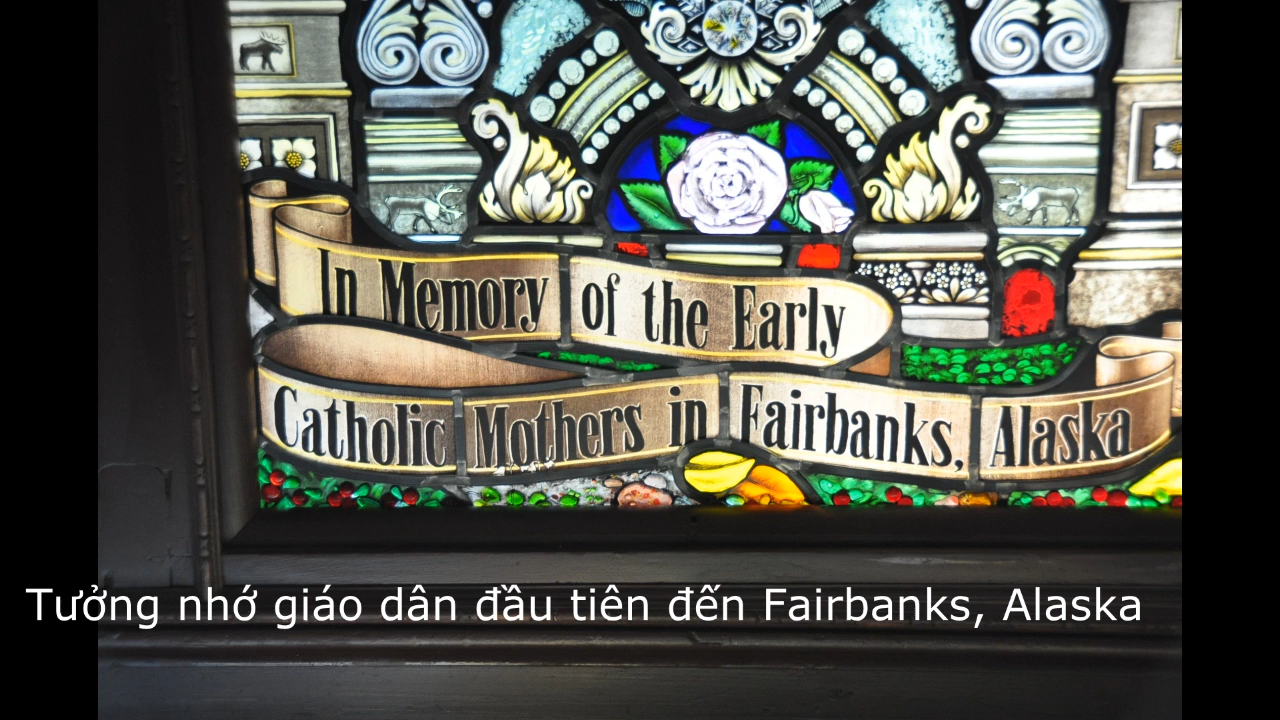 In Memory of the Early
Catholic Mothers in Fairbanks, Alaska
Tưởng nhớ giáo dân đầu tiên đến Fairbanks, Alaska